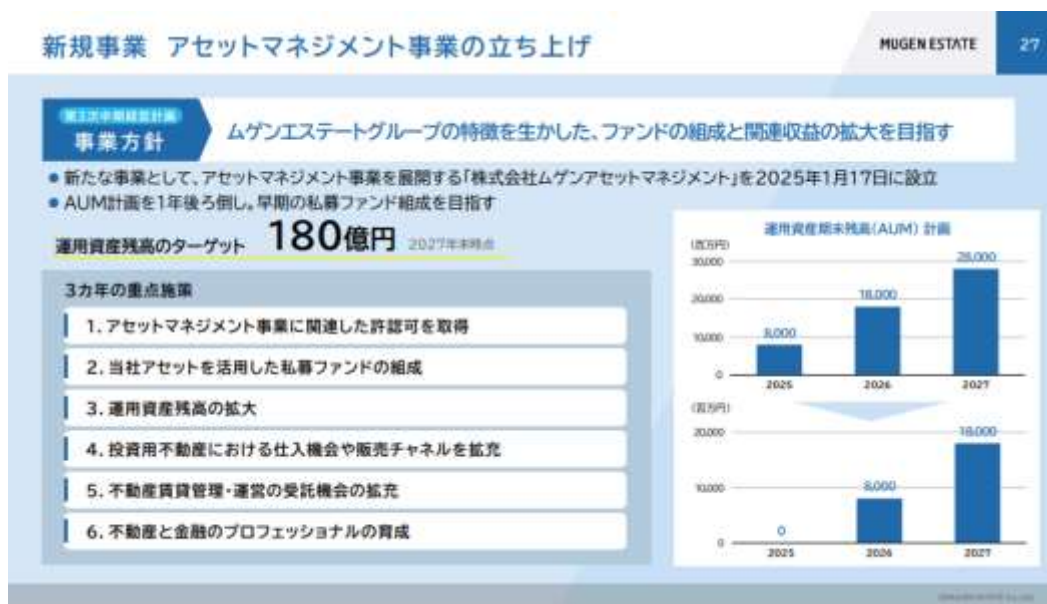 新規事業 アセットマネジメント事業の立ち上げ
MUGEN ESTATE
27
第3次中期経営計画
事業方針
ムゲンエステートグループの特徴を生かした、ファンドの組成と関連収益の拡大を目指す
● 新たな事業として、アセットマネジメント事業を展開する「株式会社ムゲンアセットマネジメント」を2025年1月17日に設立
● AUM計画を1年後ろ倒し。早期の私募ファンド組成を目指す
運用資産残高のターゲット 180億円 2027年末時点
3カ年の重点施策
1. アセットマネジメント事業に関連した許認可を取得
2. 当社アセットを活用した私募ファンドの組成
3. 運用資産残高の拡大
4. 投資用不動産における仕入機会や販売チャネルを拡充
5. 不動産賃貸管理・運営の受託機会の拡充
6. 不動産と金融のプロフェッショナルの育成
運用資産期末残高(AUM) 計画
(百万円)
30,000
28,000
20,000
18,000
10,000
8,000
0
2025 2026 2027
(百万円)
20,000
18,000
10,000
8,000
0
0
2025 2026 2027